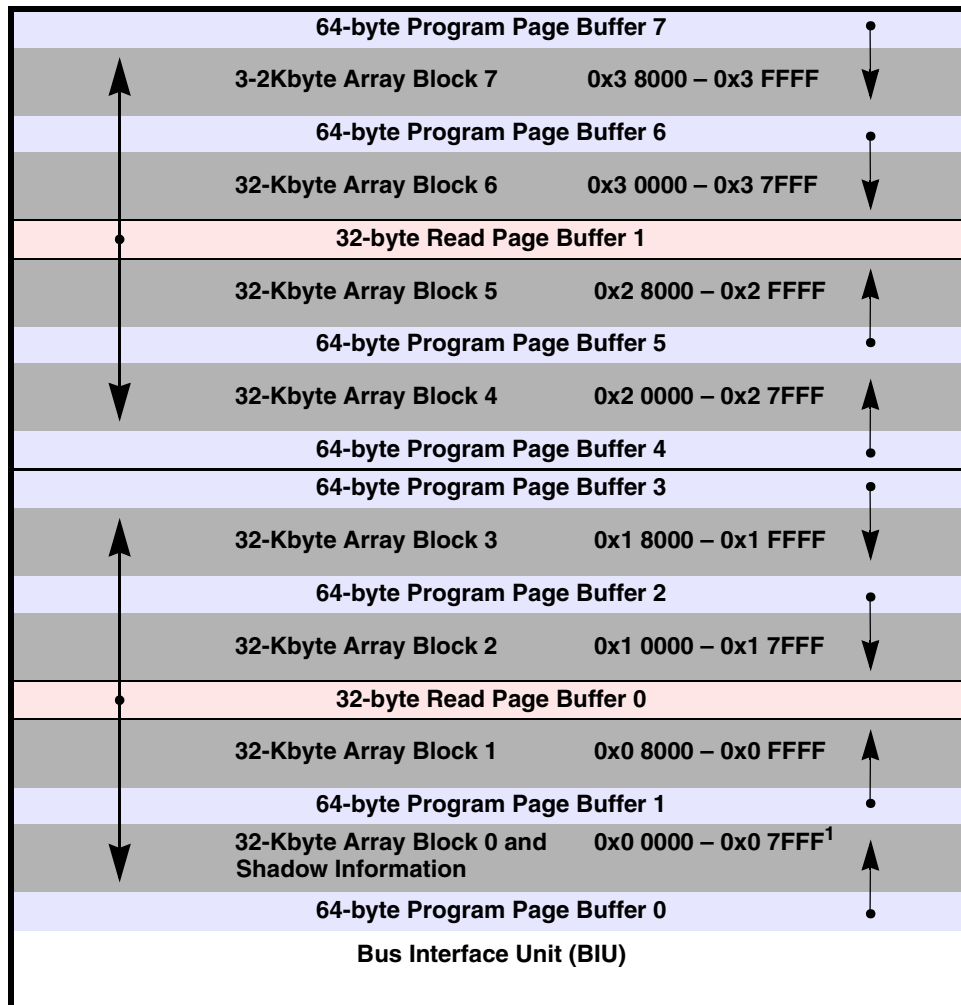 64-byte Program Page Buffer 7
3-2Kbyte Array Block 7 0x3 8000 – 0x3 FFFF
64-byte Program Page Buffer 6
32-Kbyte Array Block 6 0x3 0000 – 0x3 7FFF
32-byte Read Page Buffer 1
32-Kbyte Array Block 5 0x2 8000 – 0x2 FFFF
64-byte Program Page Buffer 5
32-Kbyte Array Block 4 0x2 0000 – 0x2 7FFF
64-byte Program Page Buffer 4
64-byte Program Page Buffer 3
32-Kbyte Array Block 3 0x1 8000 – 0x1 FFFF
64-byte Program Page Buffer 2
32-Kbyte Array Block 2 0x1 0000 – 0x1 7FFF
32-byte Read Page Buffer 0
32-Kbyte Array Block 1 0x0 8000 – 0x0 FFFF
64-byte Program Page Buffer 1
32-Kbyte Array Block 0 and 0x0 0000 – 0x0 7FFF1
Shadow Information
64-byte Program Page Buffer 0
Bus Interface Unit (BIU)